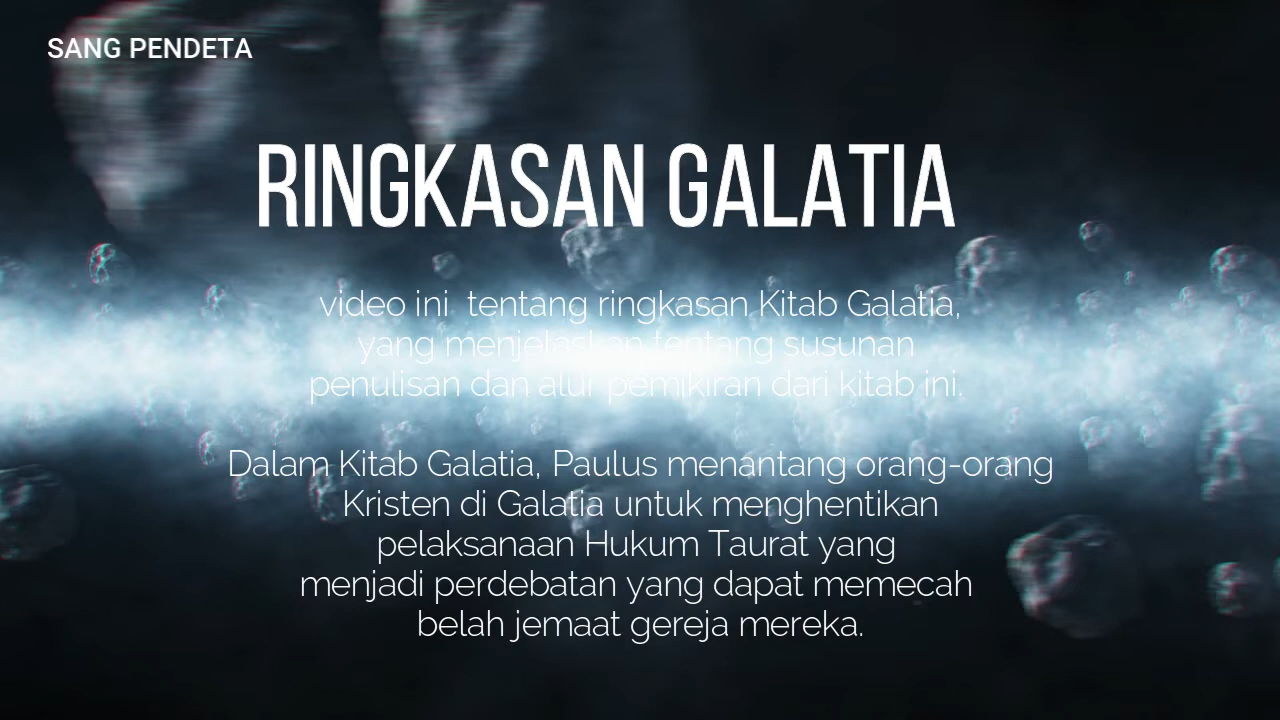 SANG PENDETA
RINGKASAN GALATIA
video ini  tentang ringkasan Kitab Galatia,
yang menjelaskan tentang susunan
penulisan dan alur pemikiran dari kitab ini.
Dalam Kitab Galatia, Paulus menantang orang-orang
Kristen di Galatia untuk menghentikan
pelaksanaan Hukum Taurat yang
menjadi perdebatan yang dapat memecah
belah jemaat gereja mereka.